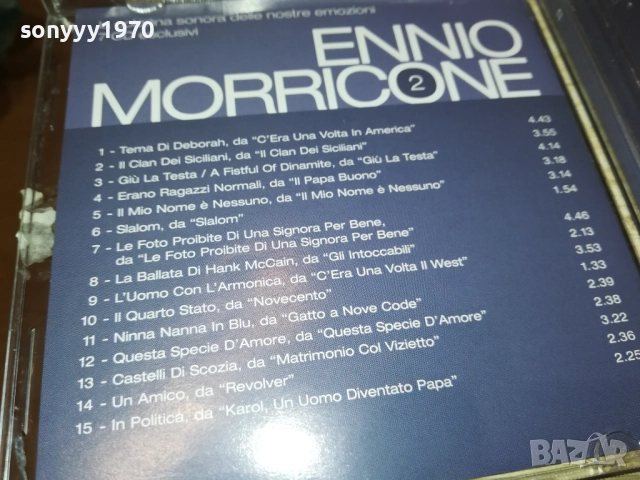 sonyyy1970
na sonora delle nostre emozioni
7 CD esclusivi
ENNIO
MORRICONE
2
1 - Tema Di Deborah, da "C'Era Una Volta In America" 4.43
2 - Il Clan Dei Siciliani, da "Il Clan Dei Siciliani" 3.55
3 - Giù La Testa / A Fistful Of Dinamite, da "Giù La Testa" 4.14
4 - Erano Ragazzi Normali, da "Il Papa Buono" 3.18
5 - Il Mio Nome è Nessuno, da "Il Mio Nome è Nessuno" 3.14
6 - Slalom, da "Slalom" 1.54
7 - Le Foto Proibite Di Una Signora Per Bene,
da "Le Foto Proibite Di Una Signora Per Bene" 4.46
8 - La Ballata Di Hank McCain, da "Gli Intoccabili" 2.13
9 - L'Uomo Con L'Armonica, da "C'Era Una Volta Il West" 3.53
10 - Il Quarto Stato, da "Novecento" 1.33
11 - Ninna Nanna In Blu, da "Gatto a Nove Code" 2.39
12 - Questa Specie D'Amore, da "Questa Specie D'Amore" 2.38
13 - Castelli Di Scozia, da "Matrimonio Col Vizietto" 3.22
14 - Un Amico, da "Revolver" 2.36
15 - In Politica, da "Karol, Un Uomo Diventato Papa" 2.25
BAZAR